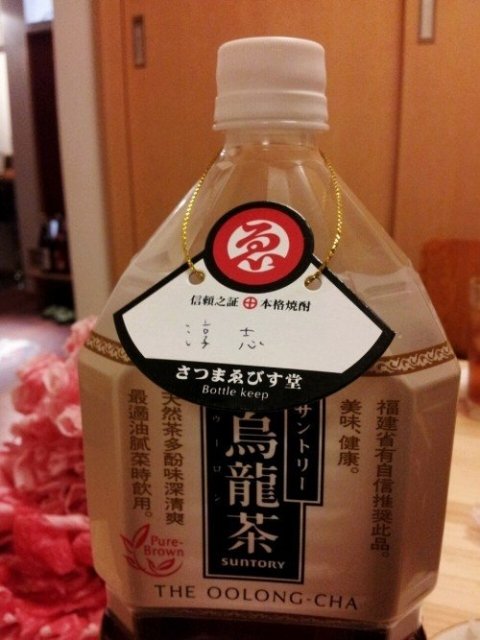 ゑ
信頼之証 本格焼酎
淳 志
さつまゑびす堂
Bottle keep
サントリー
ウーロン
烏龍茶
SUNTORY
福建省有自信推奨此品。
美味、健康。
天然茶多酚味深清爽
最適油膩菜時飲用。
Pure-
Brown
THE OOLONG-CHA